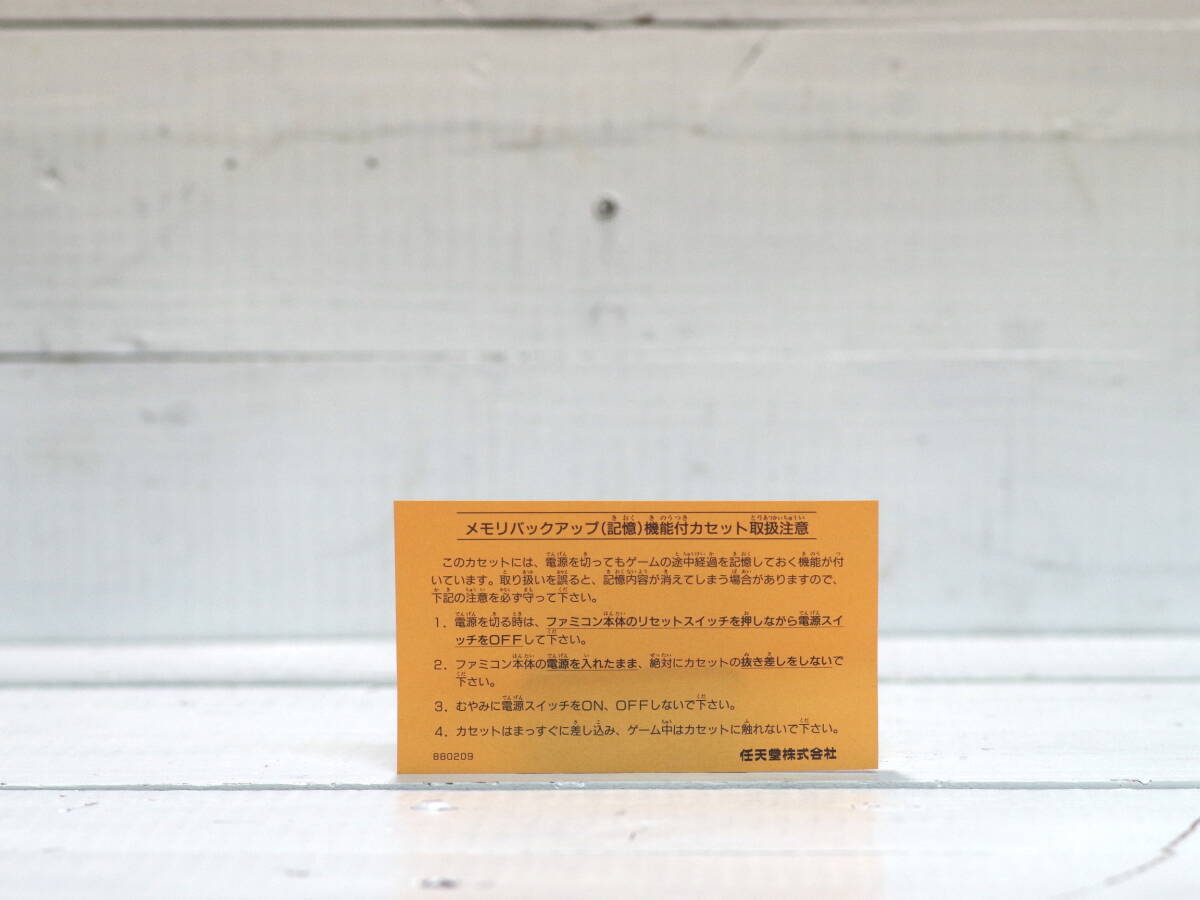 メモリバックアップ(記憶)機能付カセット取扱注意
このカセットには、電源を切ってもゲームの途中経過を記憶しておく機能が付
いています。取り扱いを誤ると、記憶内容が消えてしまう場合がありますので、
下記の注意を必ず守って下さい。
1. 電源を切る時は、ファミコン本体のリセットスイッチを押しながら電源スイ
ッチをOFFして下さい。
2. ファミコン本体の電源を入れたまま、絶対にカセットの抜き差しをしないで
下さい。
3. むやみに電源スイッチをON、OFFしないで下さい。
4. カセットはまっすぐに差し込み、ゲーム中はカセットに触れないで下さい。
880209
任天堂株式会社